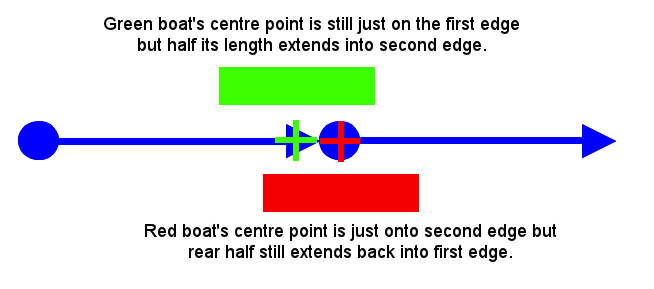 Green boat's centre point is still just on the first edge
but half its length extends into second edge.
Red boat's centre point is just onto second edge but
rear half still extends back into first edge.